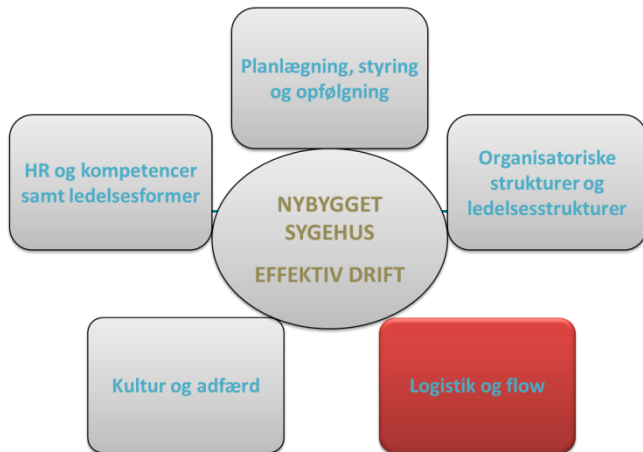 Planlægning, styring
og opfølgning
HR og kompetencer
samt ledelsesformer
Organisatoriske
strukturer og
ledelsesstrukturer
NYBYGGET
SYGEHUS
EFFEKTIV DRIFT
Kultur og adfærd
Logistik og flow